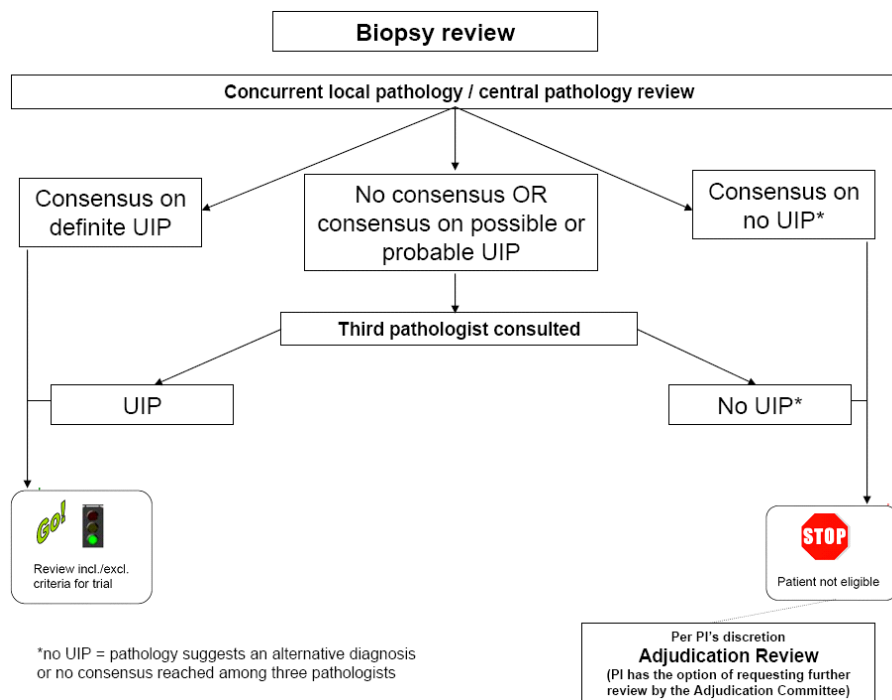 Biopsy review
Concurrent local pathology / central pathology review
Consensus on
definite UIP
No consensus OR
consensus on possible or
probable UIP
Consensus on
no UIP*
Third pathologist consulted
UIP
No UIP*
Go!
Review incl./excl.
criteria for trial
STOP
Patient not eligible
*no UIP = pathology suggests an alternative diagnosis
or no consensus reached among three pathologists
Per PI's discretion
Adjudication Review
(PI has the option of requesting further
review by the Adjudication Committee)